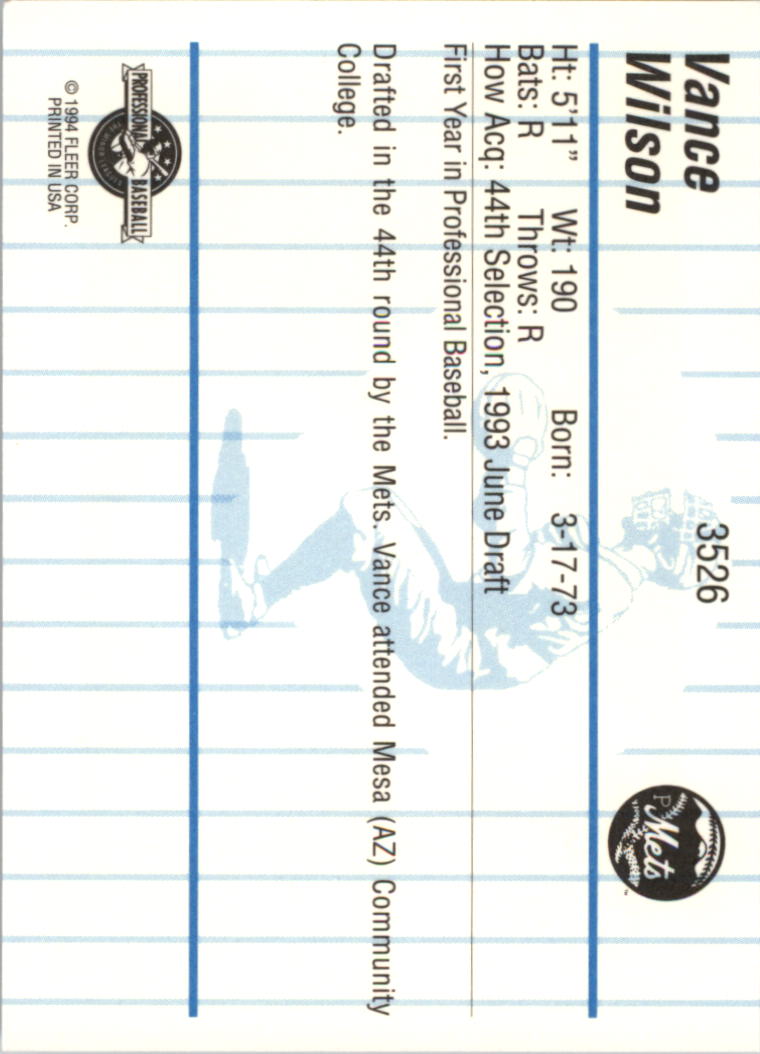 Vance
Wilson
3526
P Mets
Ht: 5'11" Wt: 190 Born: 3-17-73
Bats: R Throws: R
How Acq: 44th Selection, 1993 June Draft
First Year in Professional Baseball.
Drafted in the 44th round by the Mets. Vance attended Mesa (AZ) Community
College.
PROFESSIONAL BASEBALL
© 1994 FLEER CORP.
PRINTED IN USA